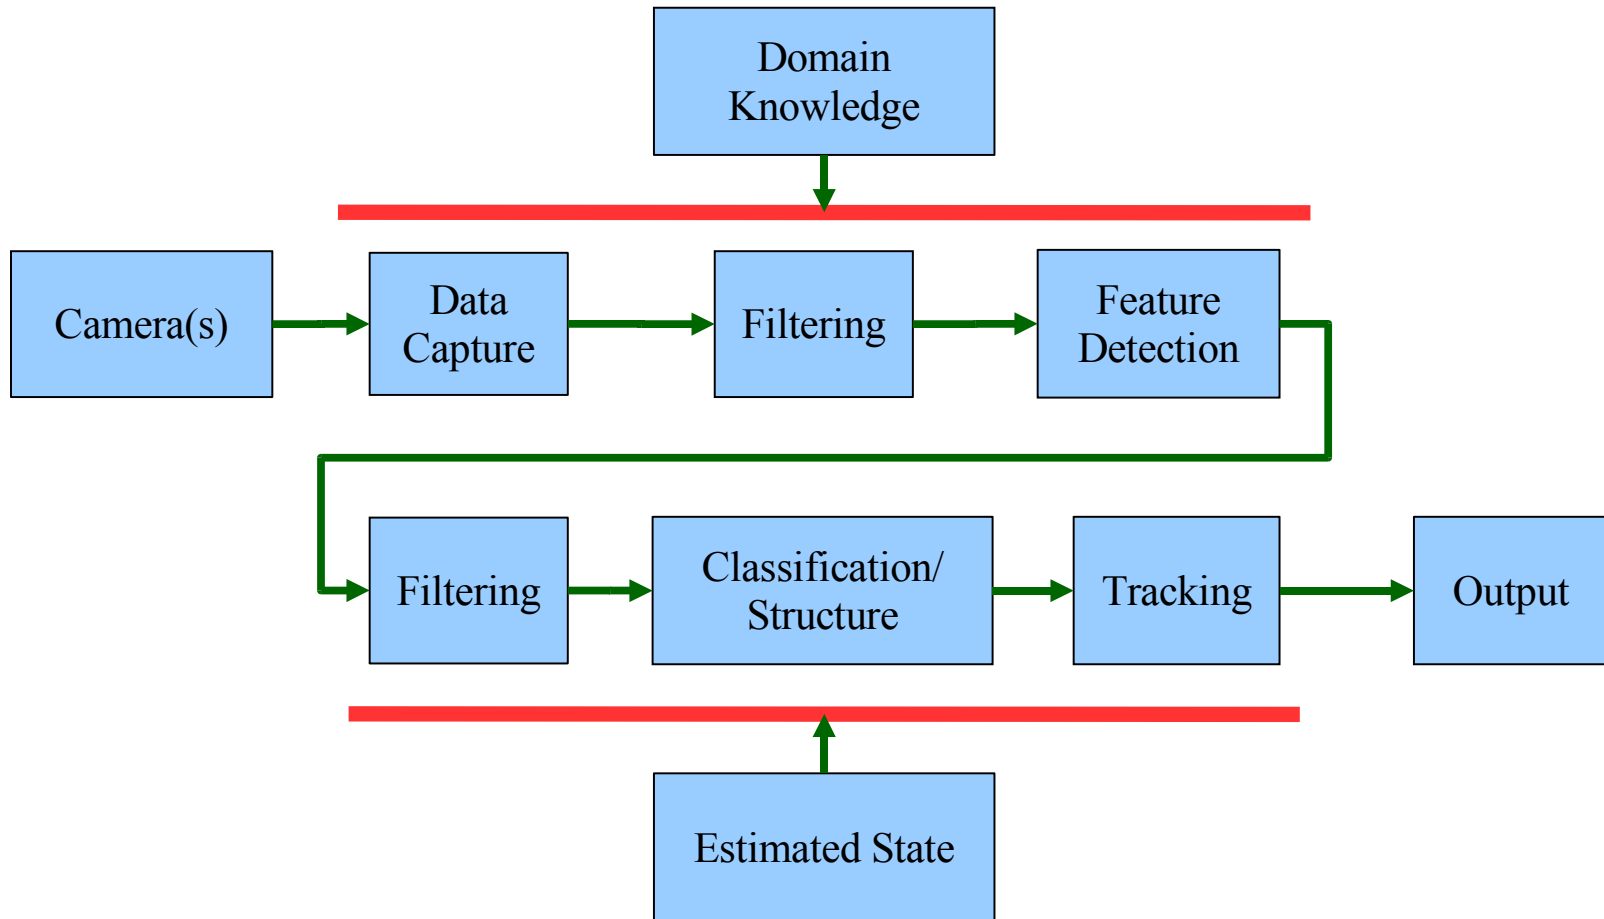 Domain
Knowledge
Camera(s)
Data
Capture
Filtering
Feature
Detection
Filtering
Classification/
Structure
Tracking
Output
Estimated State